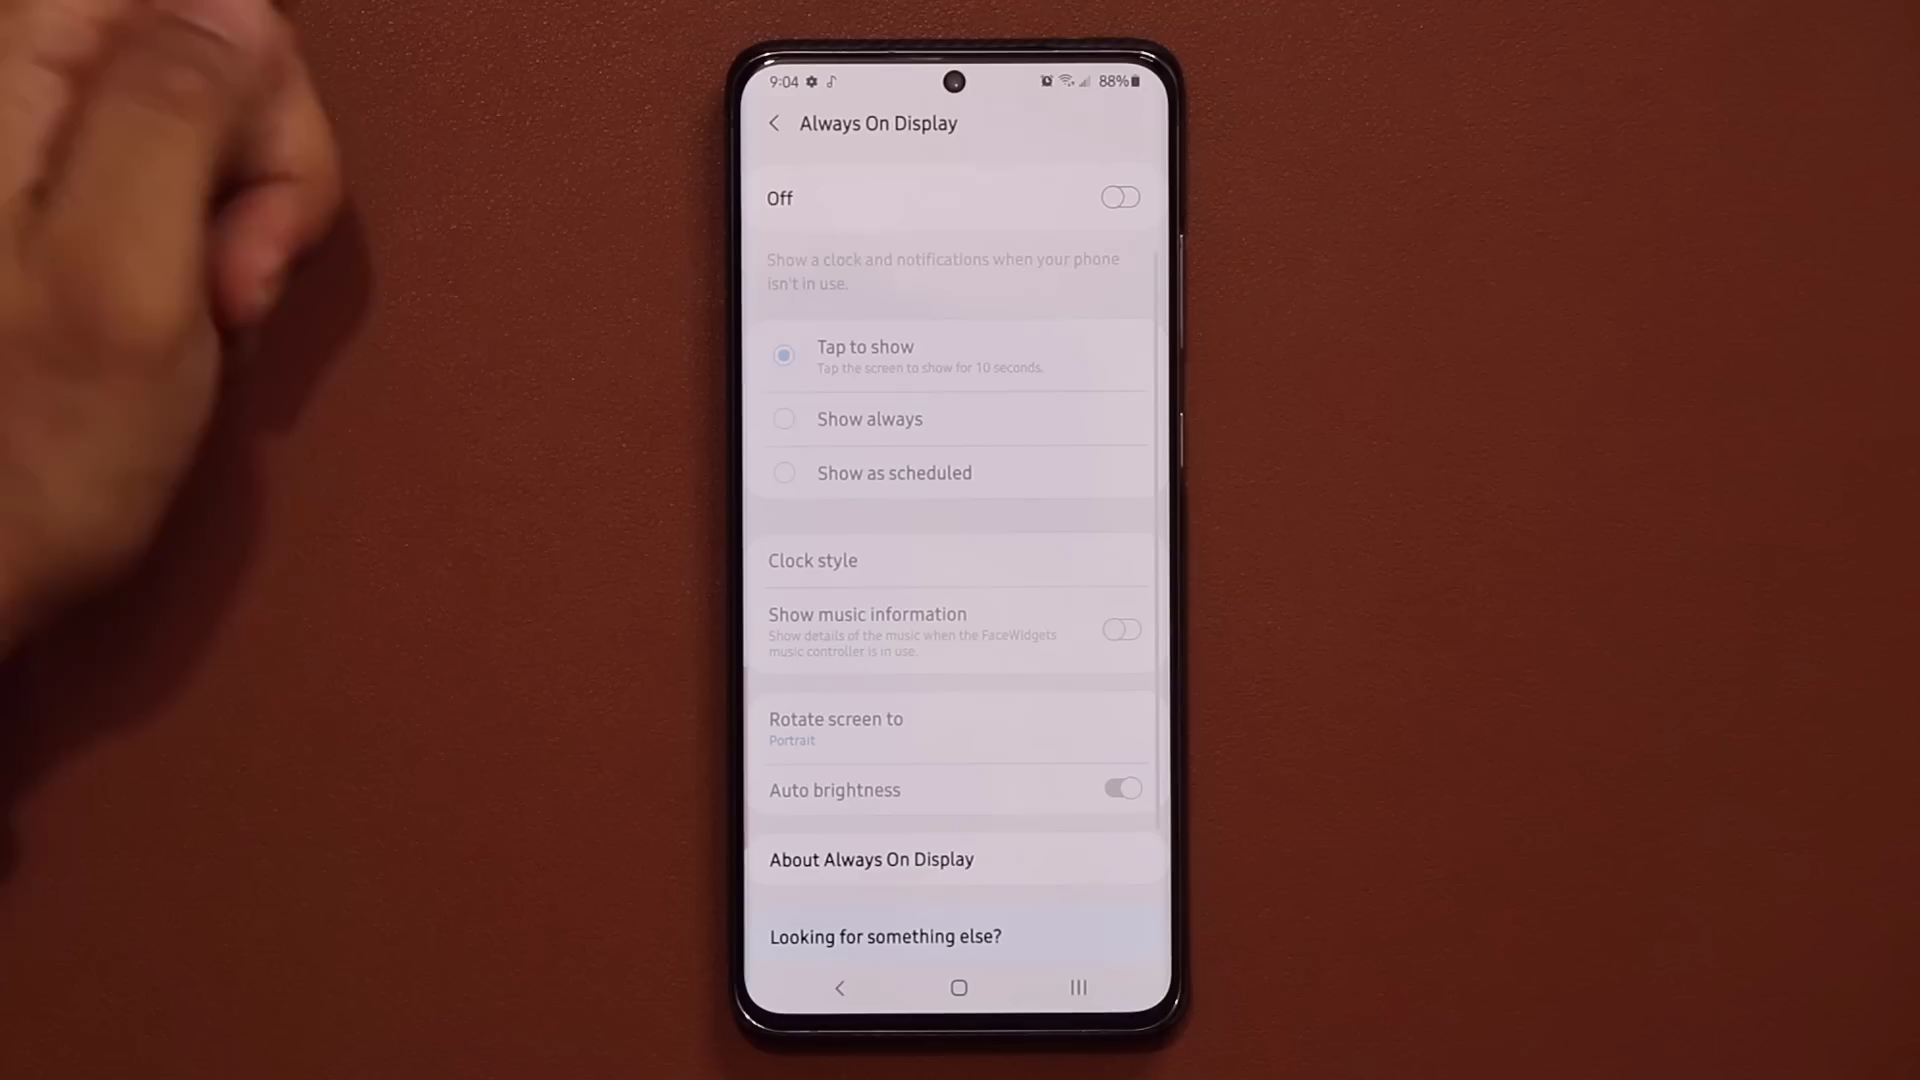 9:04 88%
Always On Display
Off
Show a clock and notifications when your phone
isn't in use.
Tap to show
Tap the screen to show for 10 seconds.
Show always
Show as scheduled
Clock style
Show music information
Show details of the music when the FaceWidgets
music controller is in use.
Rotate screen to
Portrait
Auto brightness
About Always On Display
Looking for something else?